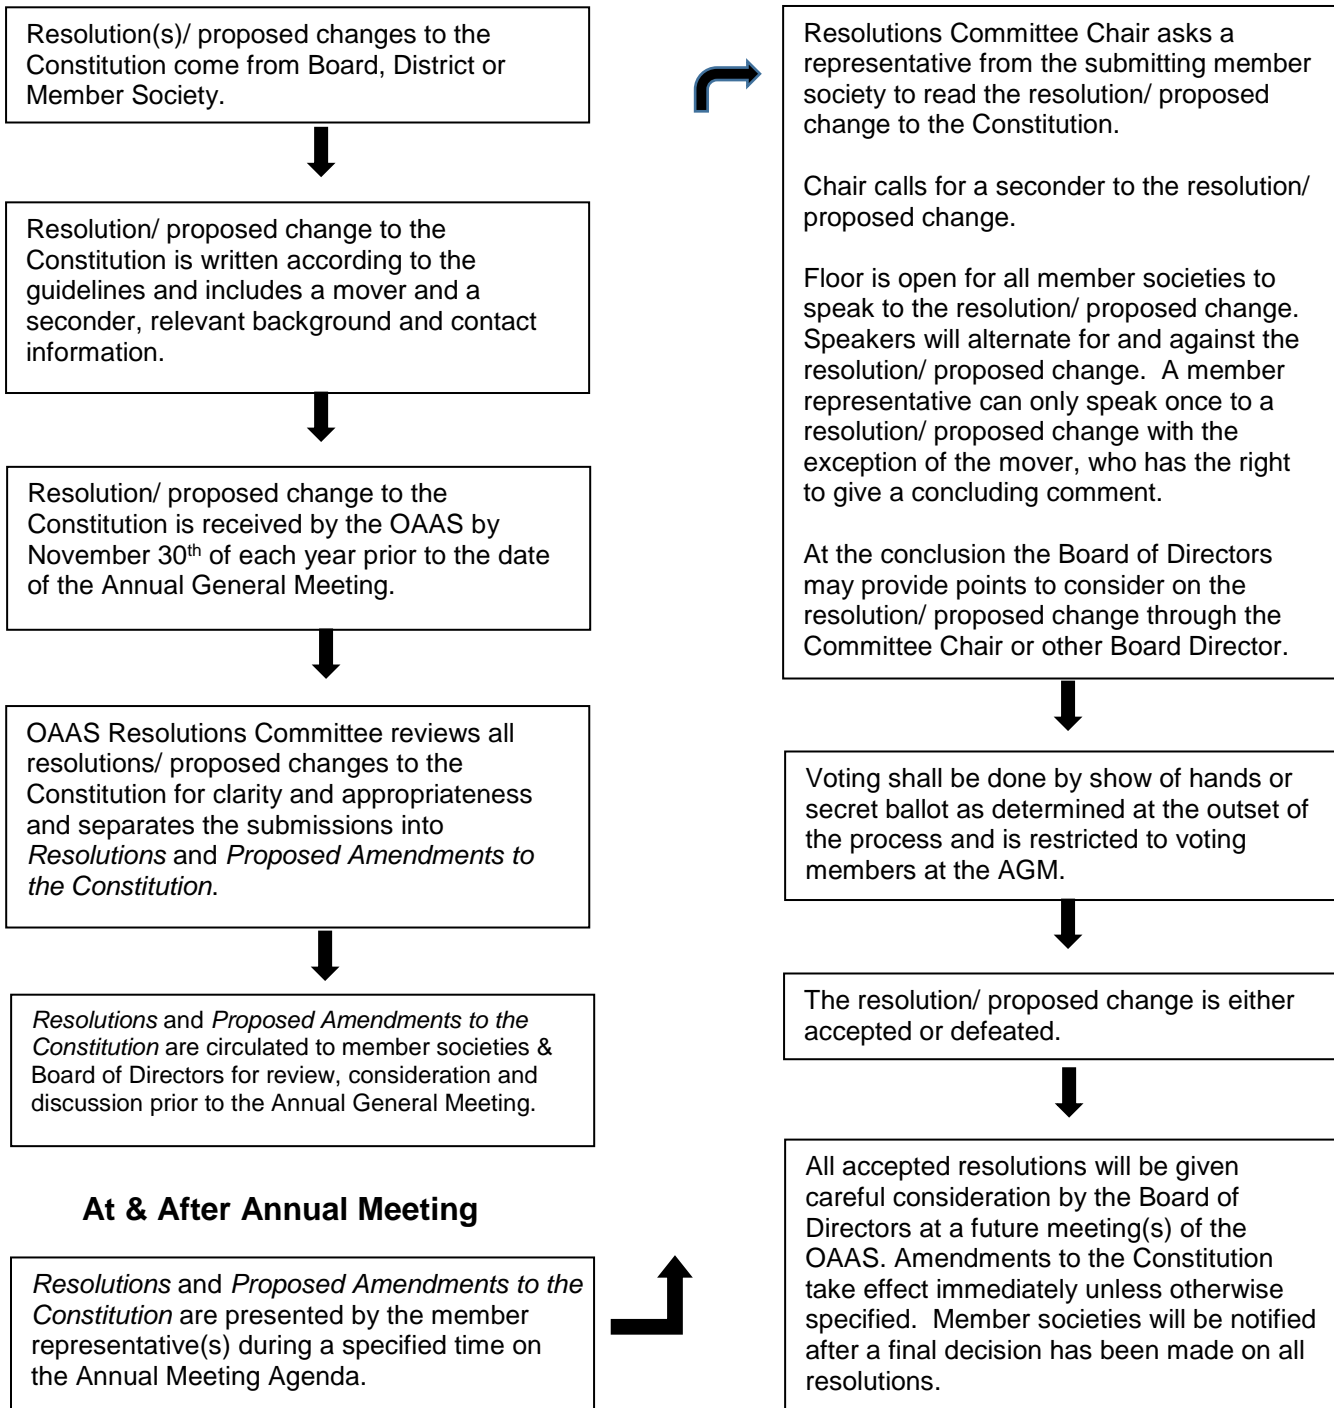 Resolution(s)/ proposed changes to the
Constitution come from Board, District or
Member Society.
Resolution/ proposed change to the
Constitution is written according to the
guidelines and includes a mover and a
seconder, relevant background and contact
information.
Resolution/ proposed change to the
Constitution is received by the OAAS by
November 30th of each year prior to the date
of the Annual General Meeting.
OAAS Resolutions Committee reviews all
resolutions/ proposed changes to the
Constitution for clarity and appropriateness
and separates the submissions into
Resolutions and Proposed Amendments to
the Constitution.
Resolutions and Proposed Amendments to the
Constitution are circulated to member societies &
Board of Directors for review, consideration and
discussion prior to the Annual General Meeting.
At & After Annual Meeting
Resolutions and Proposed Amendments to the
Constitution are presented by the member
representative(s) during a specified time on
the Annual Meeting Agenda.
Resolutions Committee Chair asks a
representative from the submitting member
society to read the resolution/ proposed
change to the Constitution.
Chair calls for a seconder to the resolution/
proposed change.
Floor is open for all member societies to
speak to the resolution/ proposed change.
Speakers will alternate for and against the
resolution/ proposed change.  A member
representative can only speak once to a
resolution/ proposed change with the
exception of the mover, who has the right
to give a concluding comment.
At the conclusion the Board of Directors
may provide points to consider on the
resolution/ proposed change through the
Committee Chair or other Board Director.
Voting shall be done by show of hands or
secret ballot as determined at the outset of
the process and is restricted to voting
members at the AGM.
The resolution/ proposed change is either
accepted or defeated.
All accepted resolutions will be given
careful consideration by the Board of
Directors at a future meeting(s) of the
OAAS. Amendments to the Constitution
take effect immediately unless otherwise
specified.  Member societies will be notified
after a final decision has been made on all
resolutions.